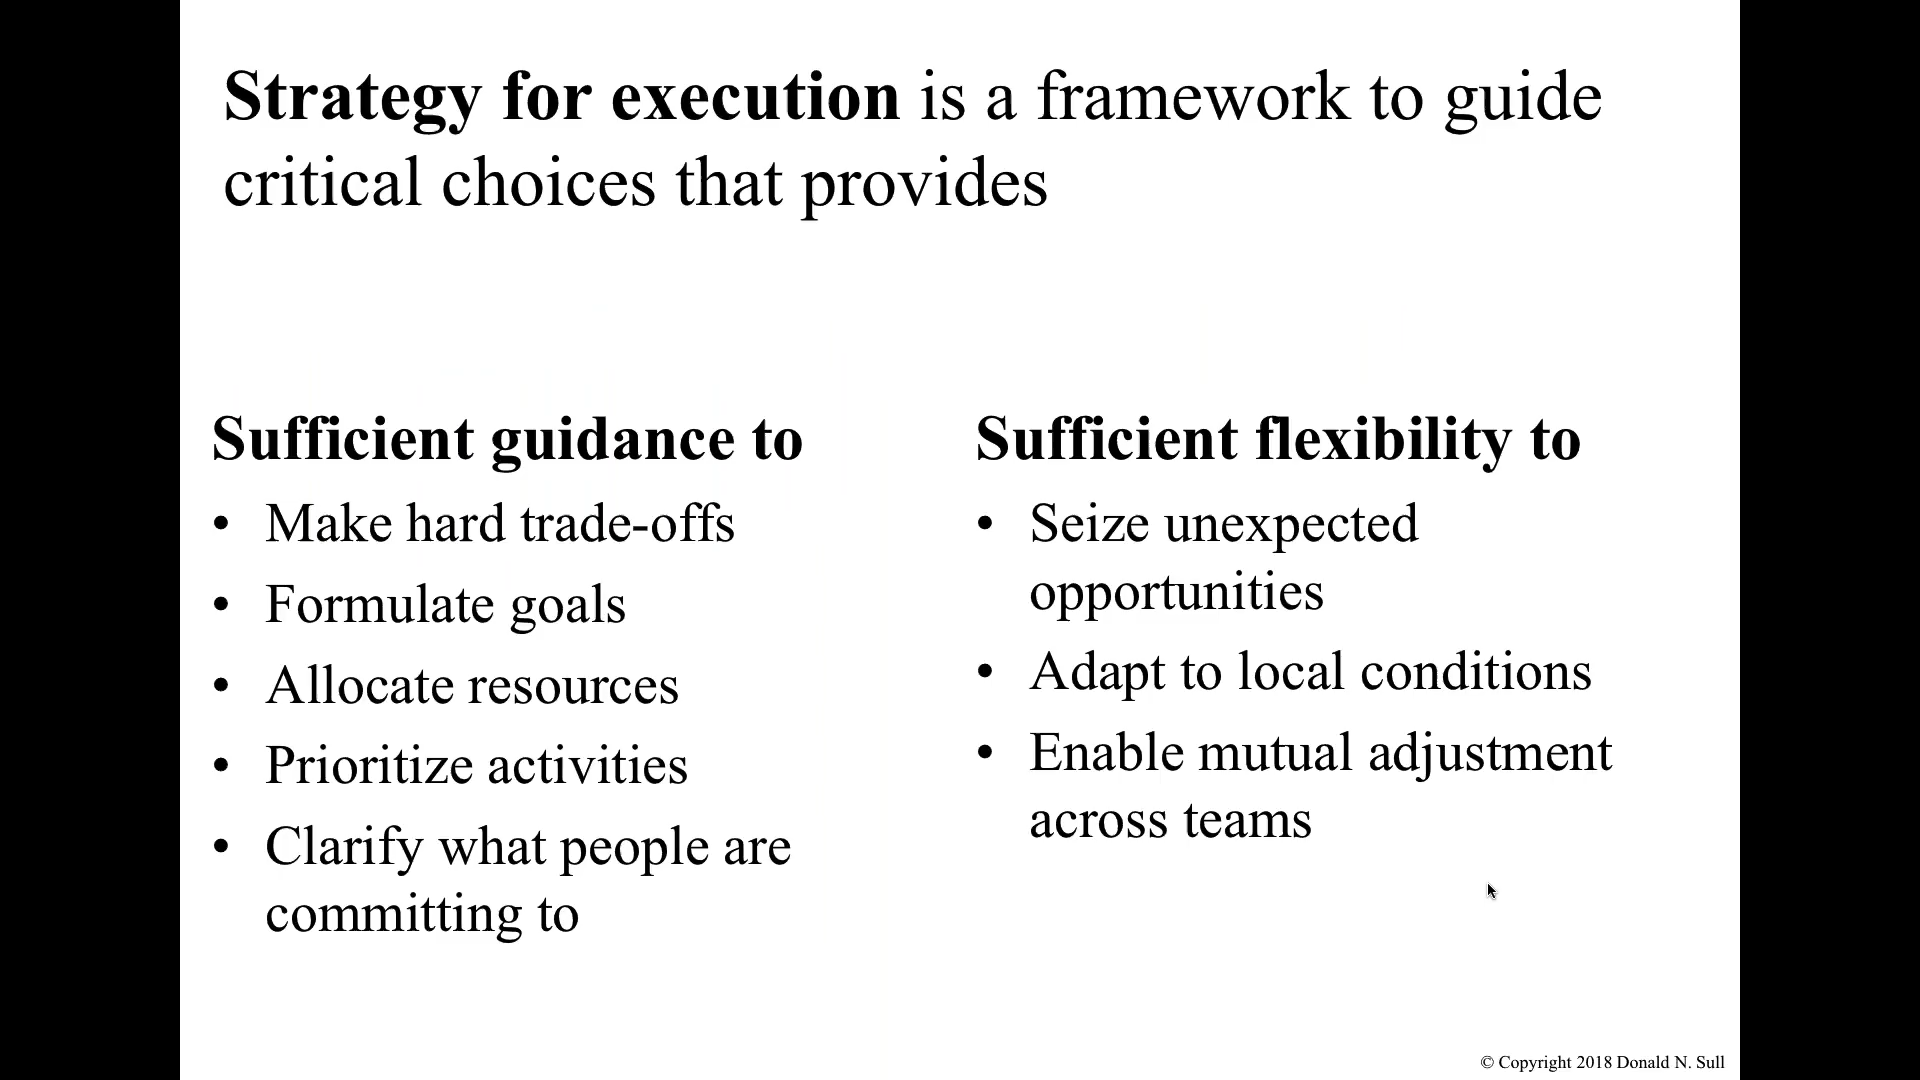 Strategy for execution is a framework to guide
critical choices that provides
Sufficient guidance to
• Make hard trade-offs
• Formulate goals
• Allocate resources
• Prioritize activities
• Clarify what people are
committing to
Sufficient flexibility to
• Seize unexpected
opportunities
• Adapt to local conditions
• Enable mutual adjustment
across teams
© Copyright 2018 Donald N. Sull